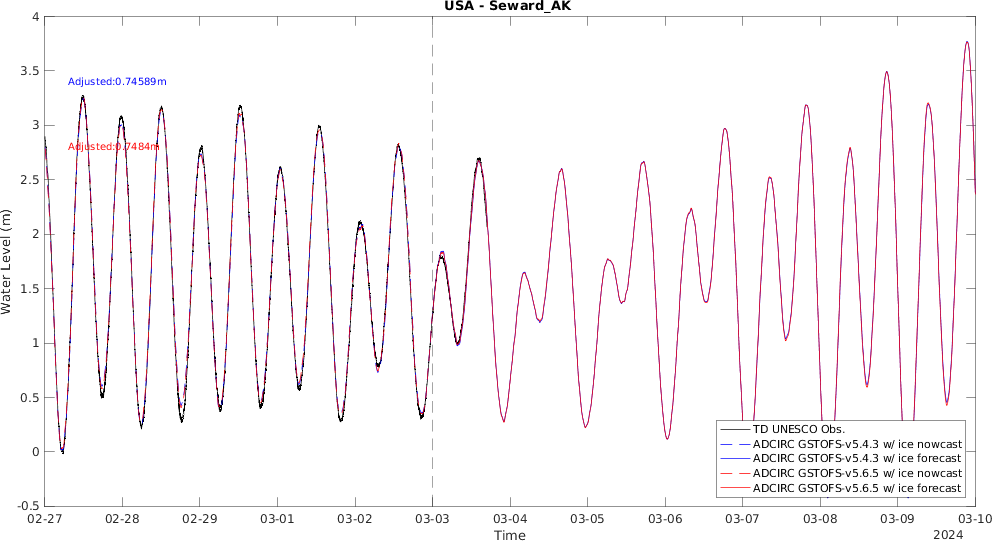 USA - Seward_AK
Water Level (m)
4
3.5
3
2.5
2
1.5
1
0.5
0
-0.5
Adjusted:0.74589m
Adjusted:0.7484m
TD UNESCO Obs.
ADCIRC GSTOFS-v5.4.3 w/ ice nowcast
ADCIRC GSTOFS-v5.4.3 w/ ice forecast
ADCIRC GSTOFS-v5.6.5 w/ ice nowcast
ADCIRC GSTOFS-v5.6.5 w/ ice forecast
02-27 02-28 02-29 03-01 03-02 03-03 03-04 03-05 03-06 03-07 03-08 03-09 03-10
Time
2024